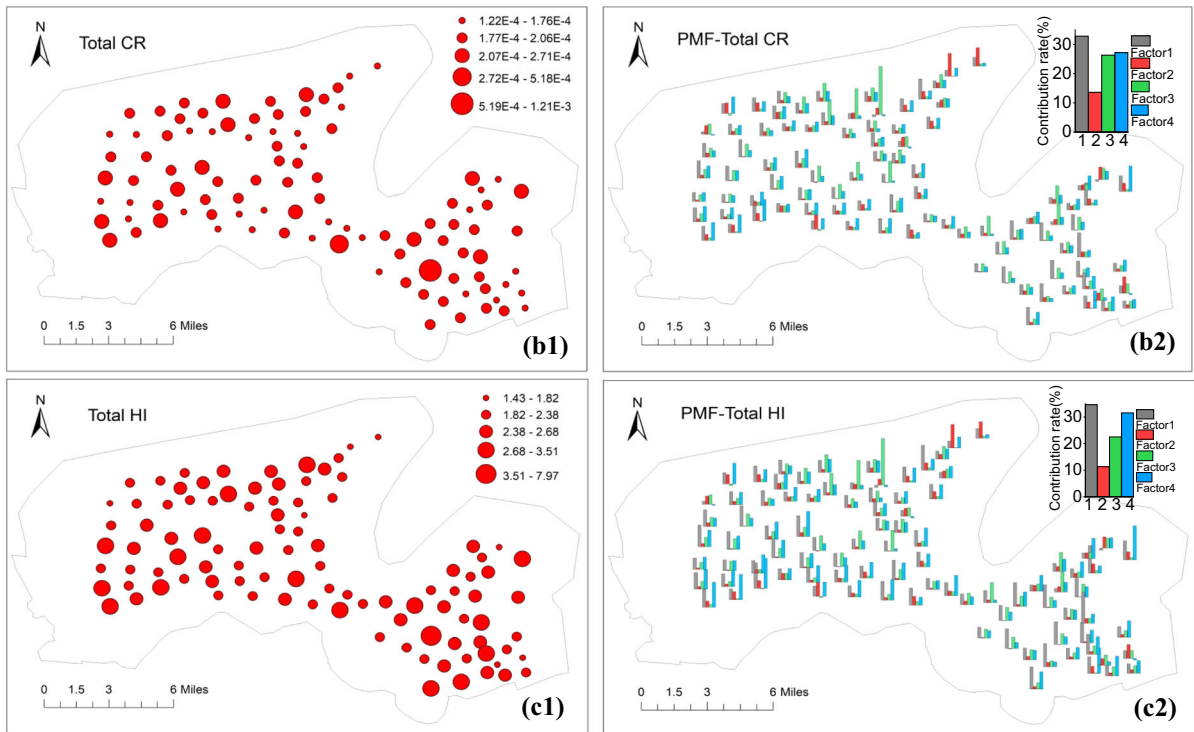 N
Total CR
1.22E-4 - 1.76E-4
1.77E-4 - 2.06E-4
2.07E-4 - 2.71E-4
2.72E-4 - 5.18E-4
5.19E-4 - 1.21E-3
0 1.5 3 6 Miles
(b1)
N
PMF-Total CR
Contribution rate(%)
30
20
10
0
1 2 3 4
Factor1
Factor2
Factor3
Factor4
0 1.5 3 6 Miles
(b2)
N
Total HI
1.43 - 1.82
1.82 - 2.38
2.38 - 2.68
2.68 - 3.51
3.51 - 7.97
0 1.5 3 6 Miles
(c1)
N
PMF-Total HI
Contribution rate(%)
30
20
10
0
1 2 3 4
Factor1
Factor2
Factor3
Factor4
0 1.5 3 6 Miles
(c2)